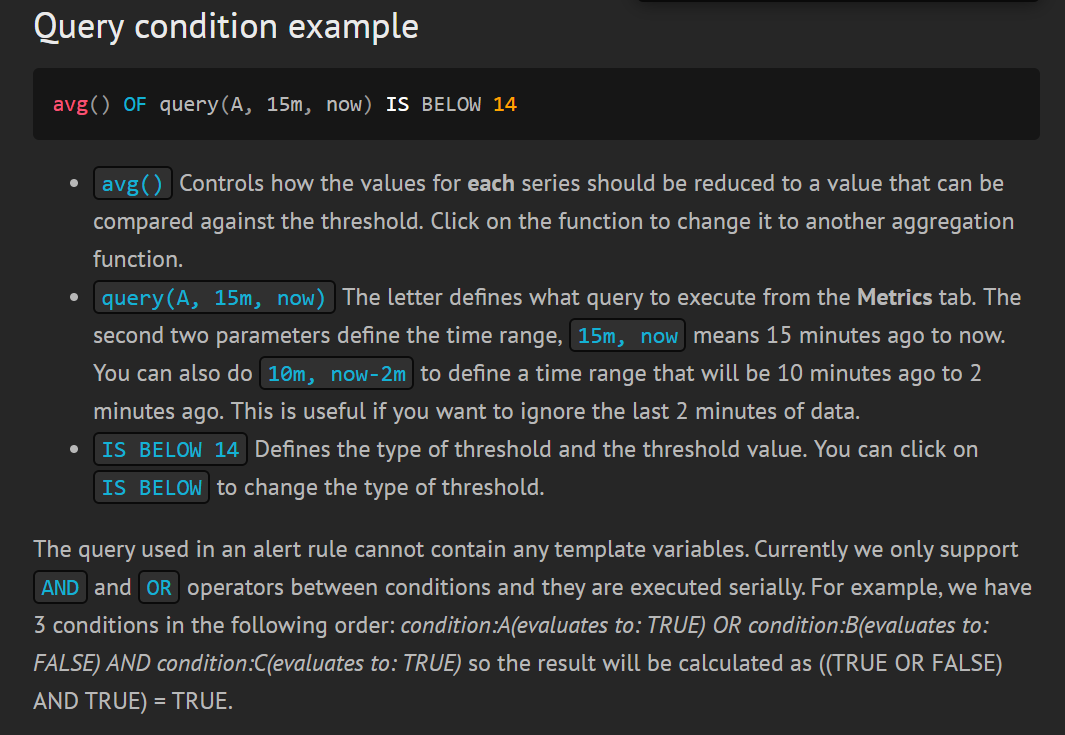 Query condition example
avg() OF query(A, 15m, now) IS BELOW 14
avg() Controls how the values for each series should be reduced to a value that can be
compared against the threshold. Click on the function to change it to another aggregation
function.
query(A, 15m, now) The letter defines what query to execute from the Metrics tab. The
second two parameters define the time range, 15m, now means 15 minutes ago to now.
You can also do 10m, now-2m to define a time range that will be 10 minutes ago to 2
minutes ago. This is useful if you want to ignore the last 2 minutes of data.
IS BELOW 14 Defines the type of threshold and the threshold value. You can click on
IS BELOW to change the type of threshold.
The query used in an alert rule cannot contain any template variables. Currently we only support
AND and OR operators between conditions and they are executed serially. For example, we have
3 conditions in the following order: condition:A(evaluates to: TRUE) OR condition:B(evaluates to:
FALSE) AND condition:C(evaluates to: TRUE) so the result will be calculated as ((TRUE OR FALSE)
AND TRUE) = TRUE.